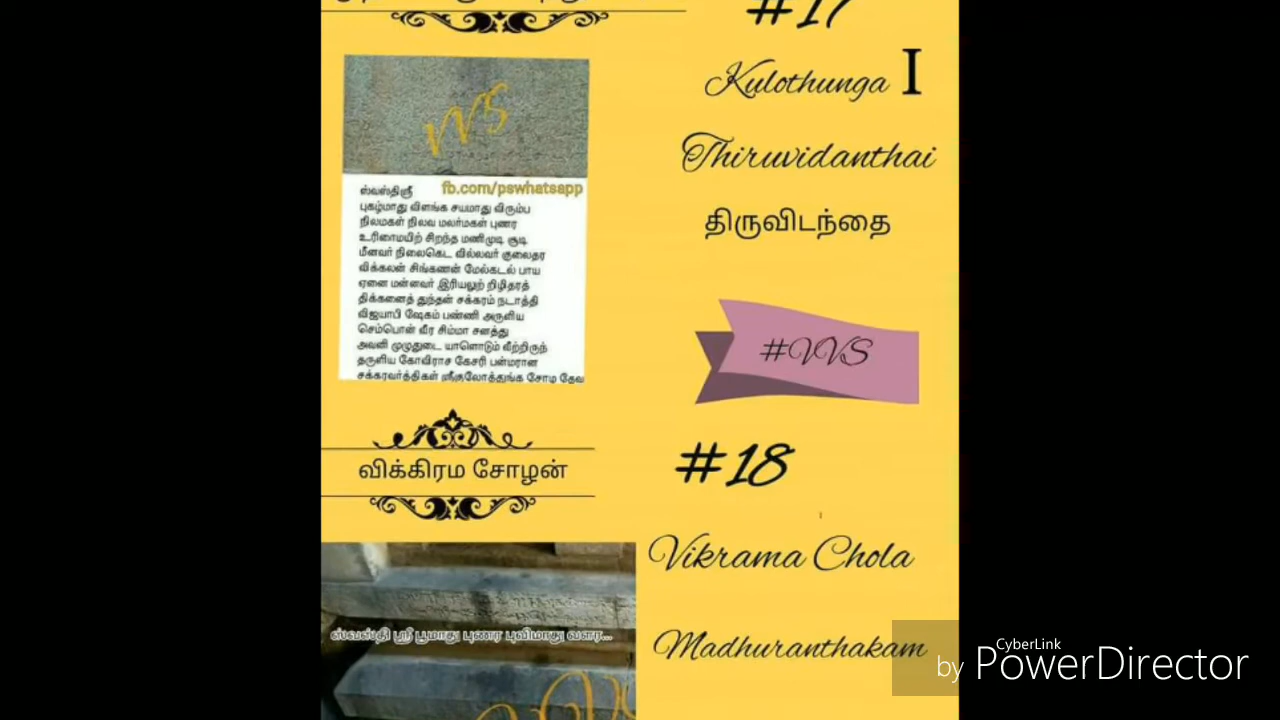 #17
Kulothunga I
Thiruvidanthai
திருவிடந்தை
VVS
fb.com/pswhatsapp
ஸ்வஸ்திஸ்ரீ
புகழ்மாது விளங்க சயமாது விரும்ப
நிலமகள் நிலவ மலர்மகள் புணர
உரிமையிற் சிறந்த மணிமுடி சூடி
மீனவர் நிலைகெட வில்லவர் குலைதர
விக்கலன் சிங்கணன் மேல்கடல் பாய
ஏனை மன்னவர் இரியலுற் றிழிதரத்
திக்கனைத் துந்தன் சக்கரம் நடாத்தி
விஜயாபி ஷேகம் பண்ணி அருளிய
செம்பொன் வீர சிம்மா சனத்து
அவனி முழுதுடை யாளொடும் வீற்றிருந்
தருளிய கோவிராச கேசரி பன்மரான
சக்கரவர்த்திகள் ஸ்ரீகுலோத்துங்க சோழ தேவ
#VVS
விக்கிரம சோழன்
#18
Vikrama Chola
Madhuranthakam
ஸ்வஸ்தி ஸ்ரீ பூமாது புணர புவிமாது வளர...
VVS
CyberLink
by PowerDirector